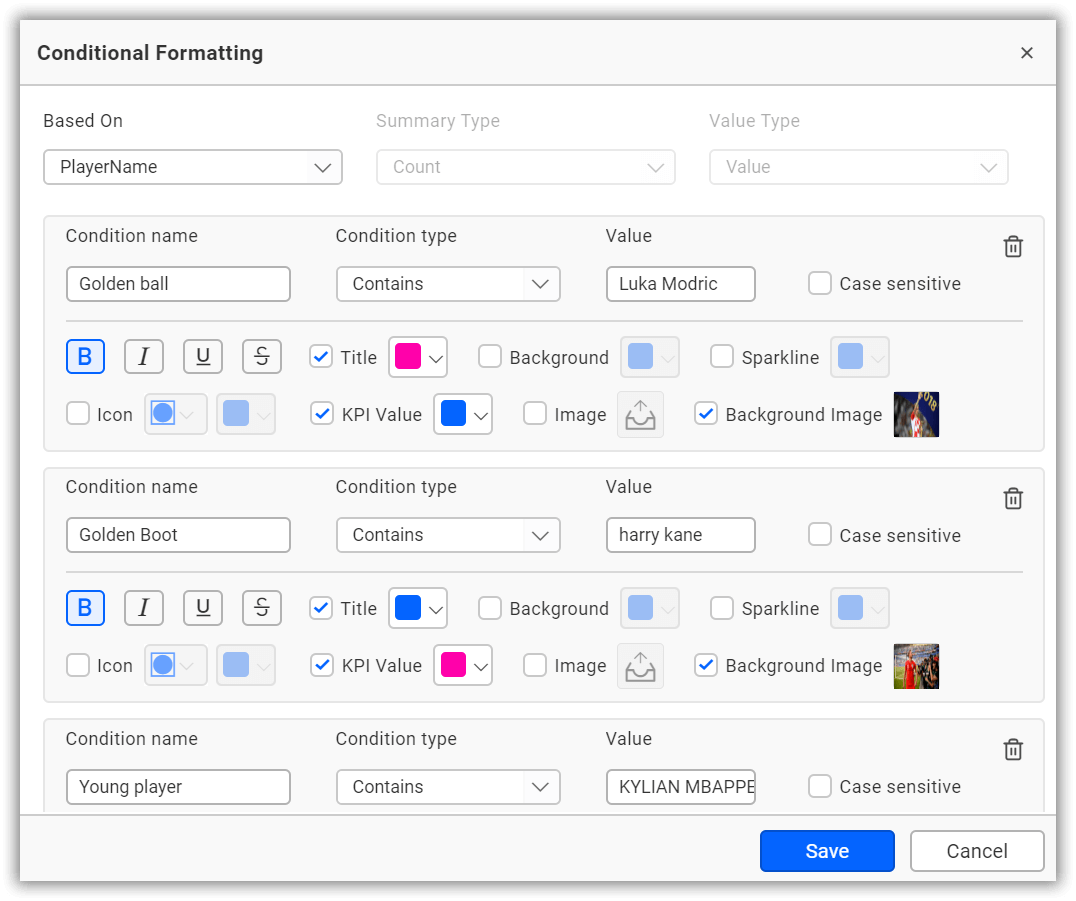 Conditional Formatting
Based On Summary Type Value Type
PlayerName Count Value
Condition name Condition type Value
Golden ball Contains Luka Modric Case sensitive
B I U S Title Background Sparkline
Icon KPI Value Image Background Image
Condition name Condition type Value
Golden Boot Contains harry kane Case sensitive
B I U S Title Background Sparkline
Icon KPI Value Image Background Image
Condition name Condition type Value
Young player Contains KYLIAN MBAPPE Case sensitive
Save Cancel